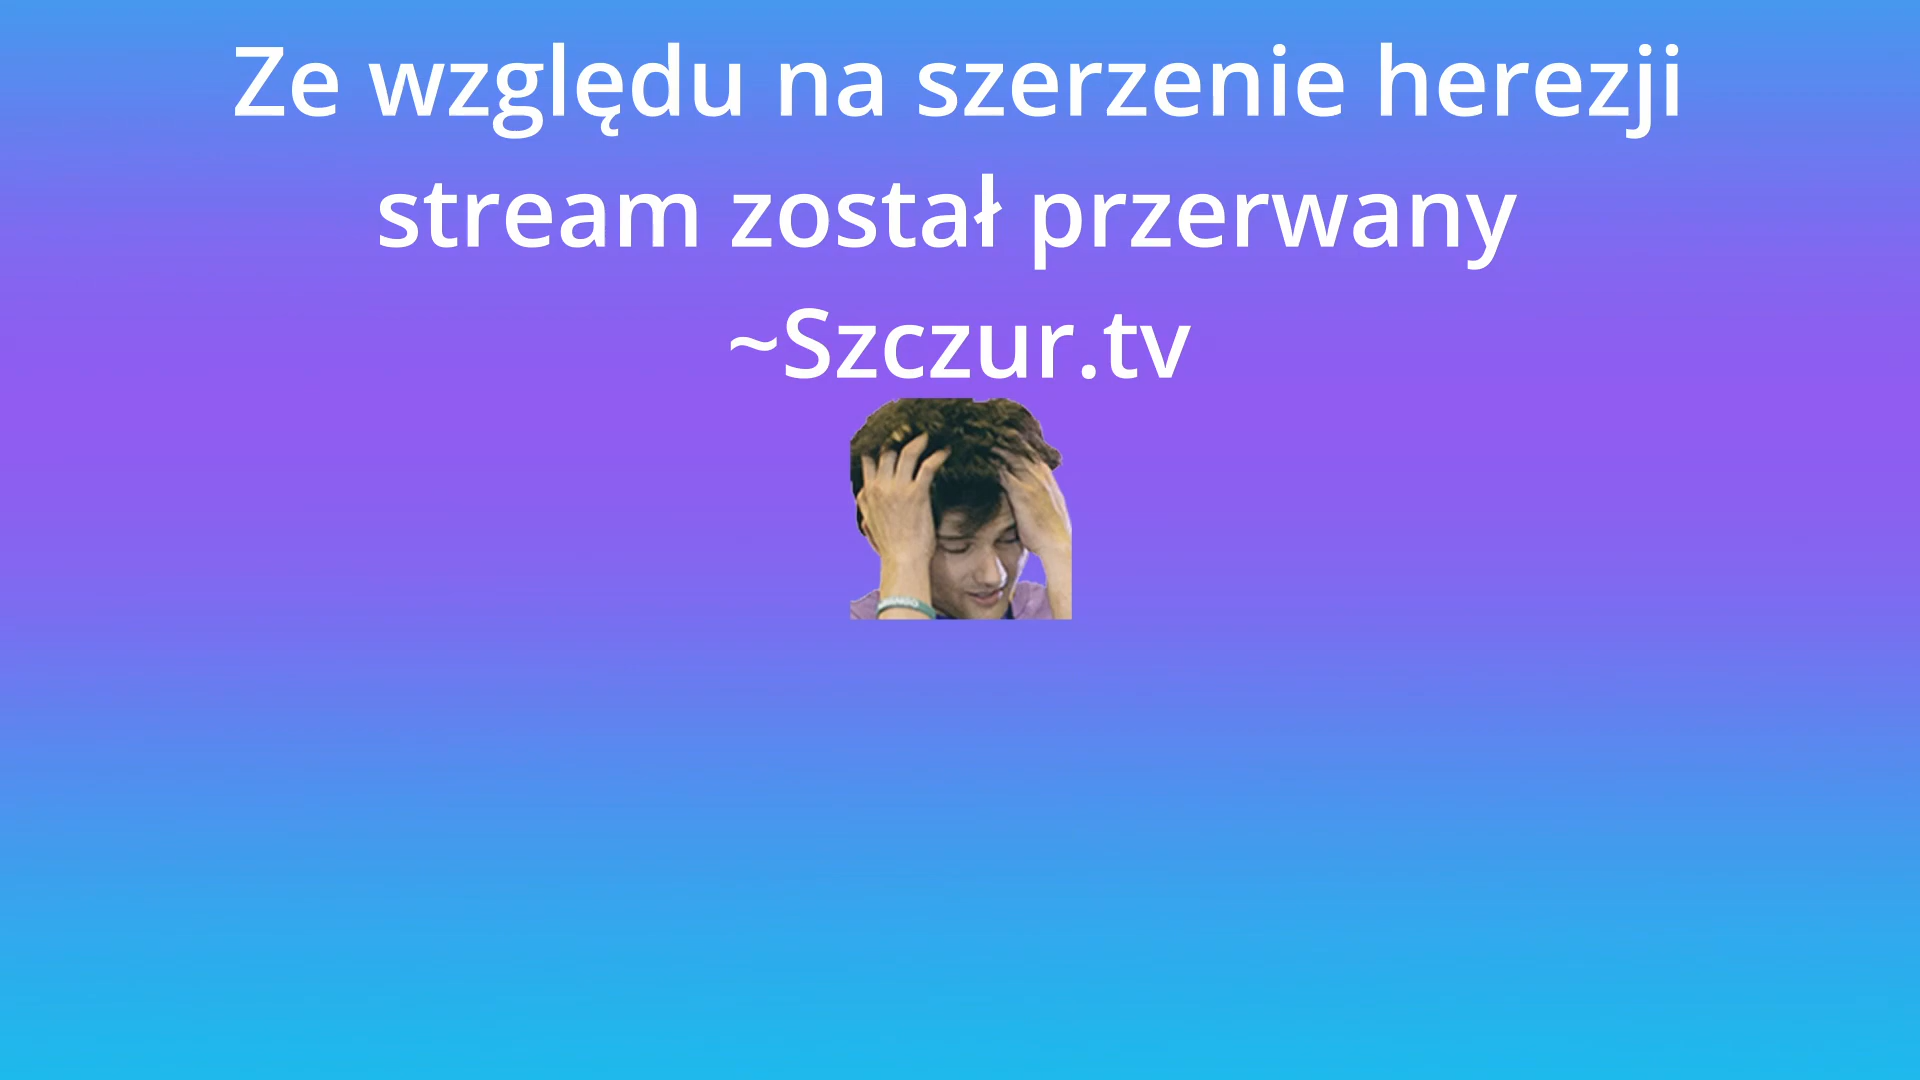 Ze względu na szerzenie herezji
stream został przerwany
~Szczur.tv